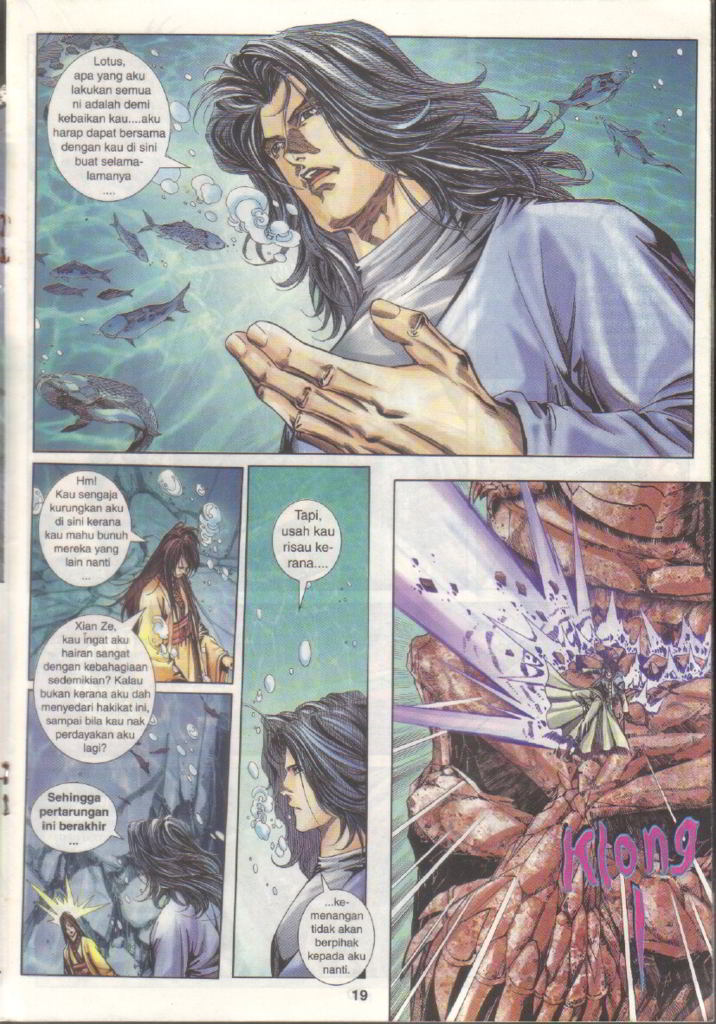 Lotus,
apa yang aku
lakukan semua
ni adalah demi
kebaikan kau....aku
harap dapat bersama
dengan kau di sini
buat selama-
lamanya
....
Hm!
Kau sengaja
kurungkan aku
di sini kerana
kau mahu bunuh
mereka yang
lain nanti
...
Xian Ze,
kau ingat aku
hairan sangat
dengan kebahagiaan
sedemikian? Kalau
bukan kerana aku dah
menyedari hakikat ini,
sampai bila kau nak
perdayakan aku
lagi?
Sehingga
pertarungan
ini berakhir
...
Tapi,
usah kau
risau ke-
rana....
...ke-
menangan
tidak akan
berpihak
kepada aku
nanti.
Klong
!
19